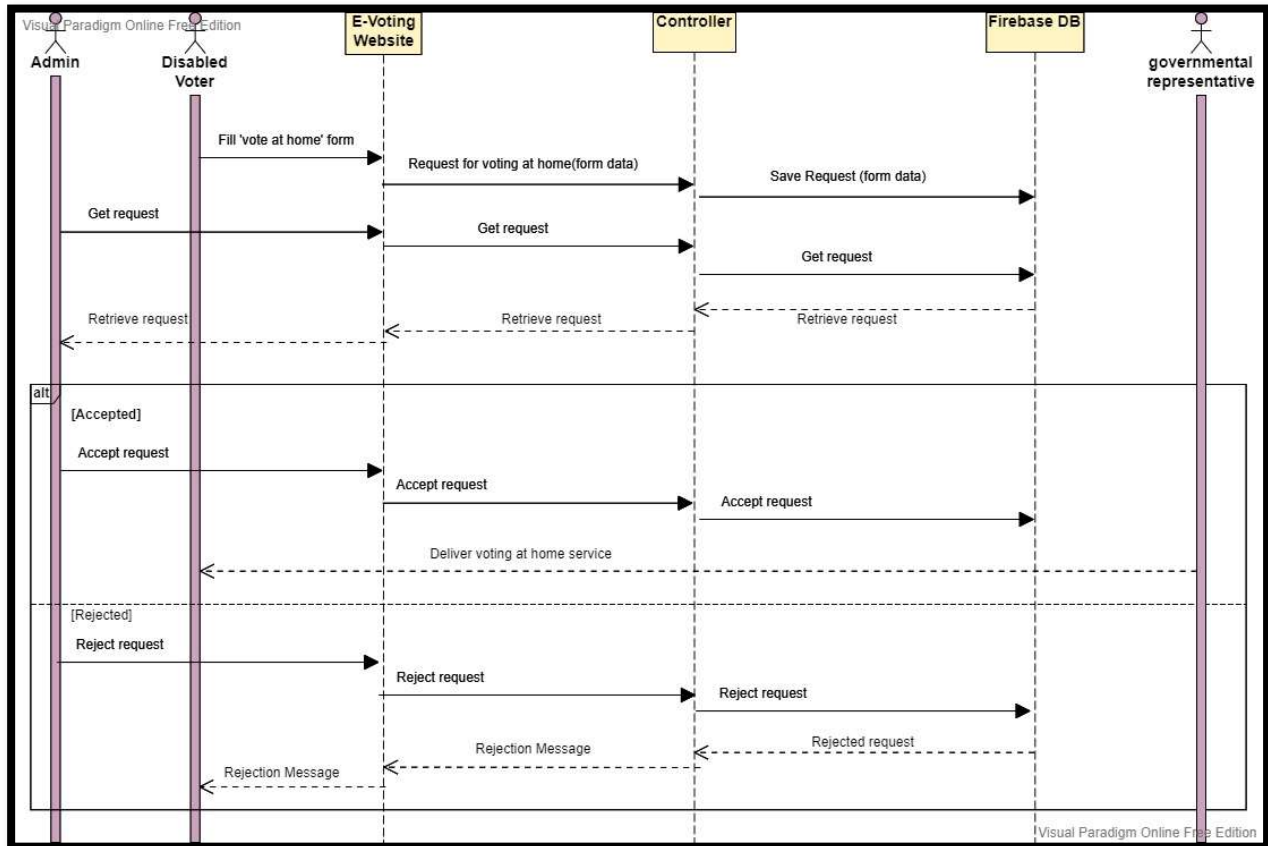 Visual Paradigm Online Free Edition
Admin
Disabled
Voter
E-Voting
Website
Controller
Firebase DB
governmental
representative
Fill 'vote at home' form
Request for voting at home(form data)
Save Request (form data)
Get request
Get request
Get request
Retrieve request
Retrieve request
Retrieve request
alt
[Accepted]
Accept request
Accept request
Accept request
Deliver voting at home service
[Rejected]
Reject request
Reject request
Reject request
Rejected request
Rejection Message
Rejection Message
Visual Paradigm Online Free Edition